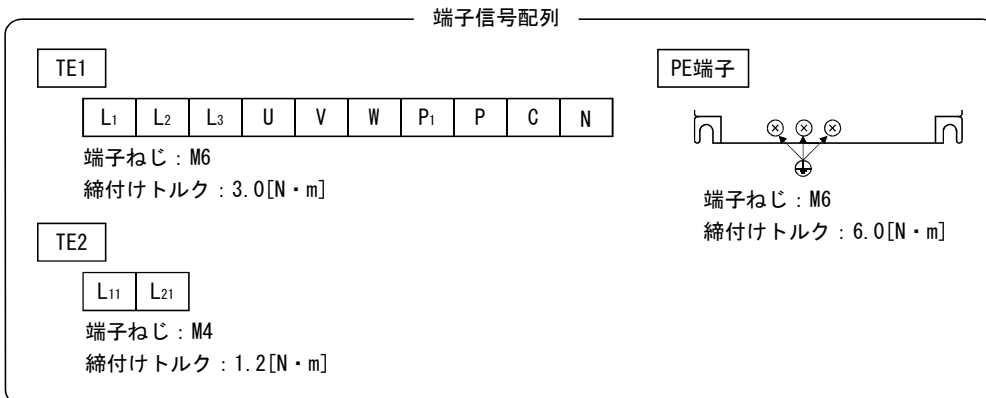 端子信号配列
TE1
L1 L2 L3 U V W P1 P C N
端子ねじ：M6
締付けトルク：3.0[N・m]
TE2
L11 L21
端子ねじ：M4
締付けトルク：1.2[N・m]
PE端子
端子ねじ：M6
締付けトルク：6.0[N・m]